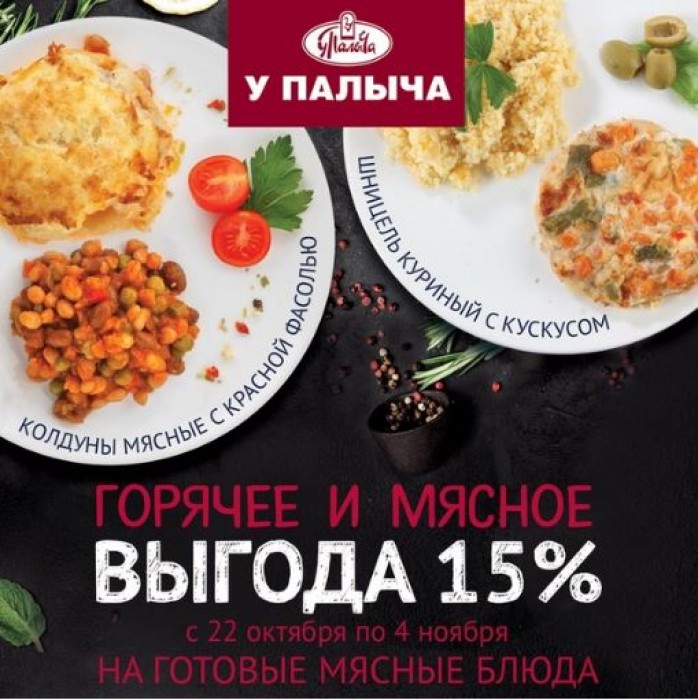 У Палыча
У ПАЛЫЧА
КОЛДУНЫ МЯСНЫЕ С КРАСНОЙ ФАСОЛЬЮ
ШНИЦЕЛЬ КУРИНЫЙ С КУСКУСОМ
ГОРЯЧЕЕ И МЯСНОЕ
ВЫГОДА 15%
с 22 октября по 4 ноября
НА ГОТОВЫЕ МЯСНЫЕ БЛЮДА